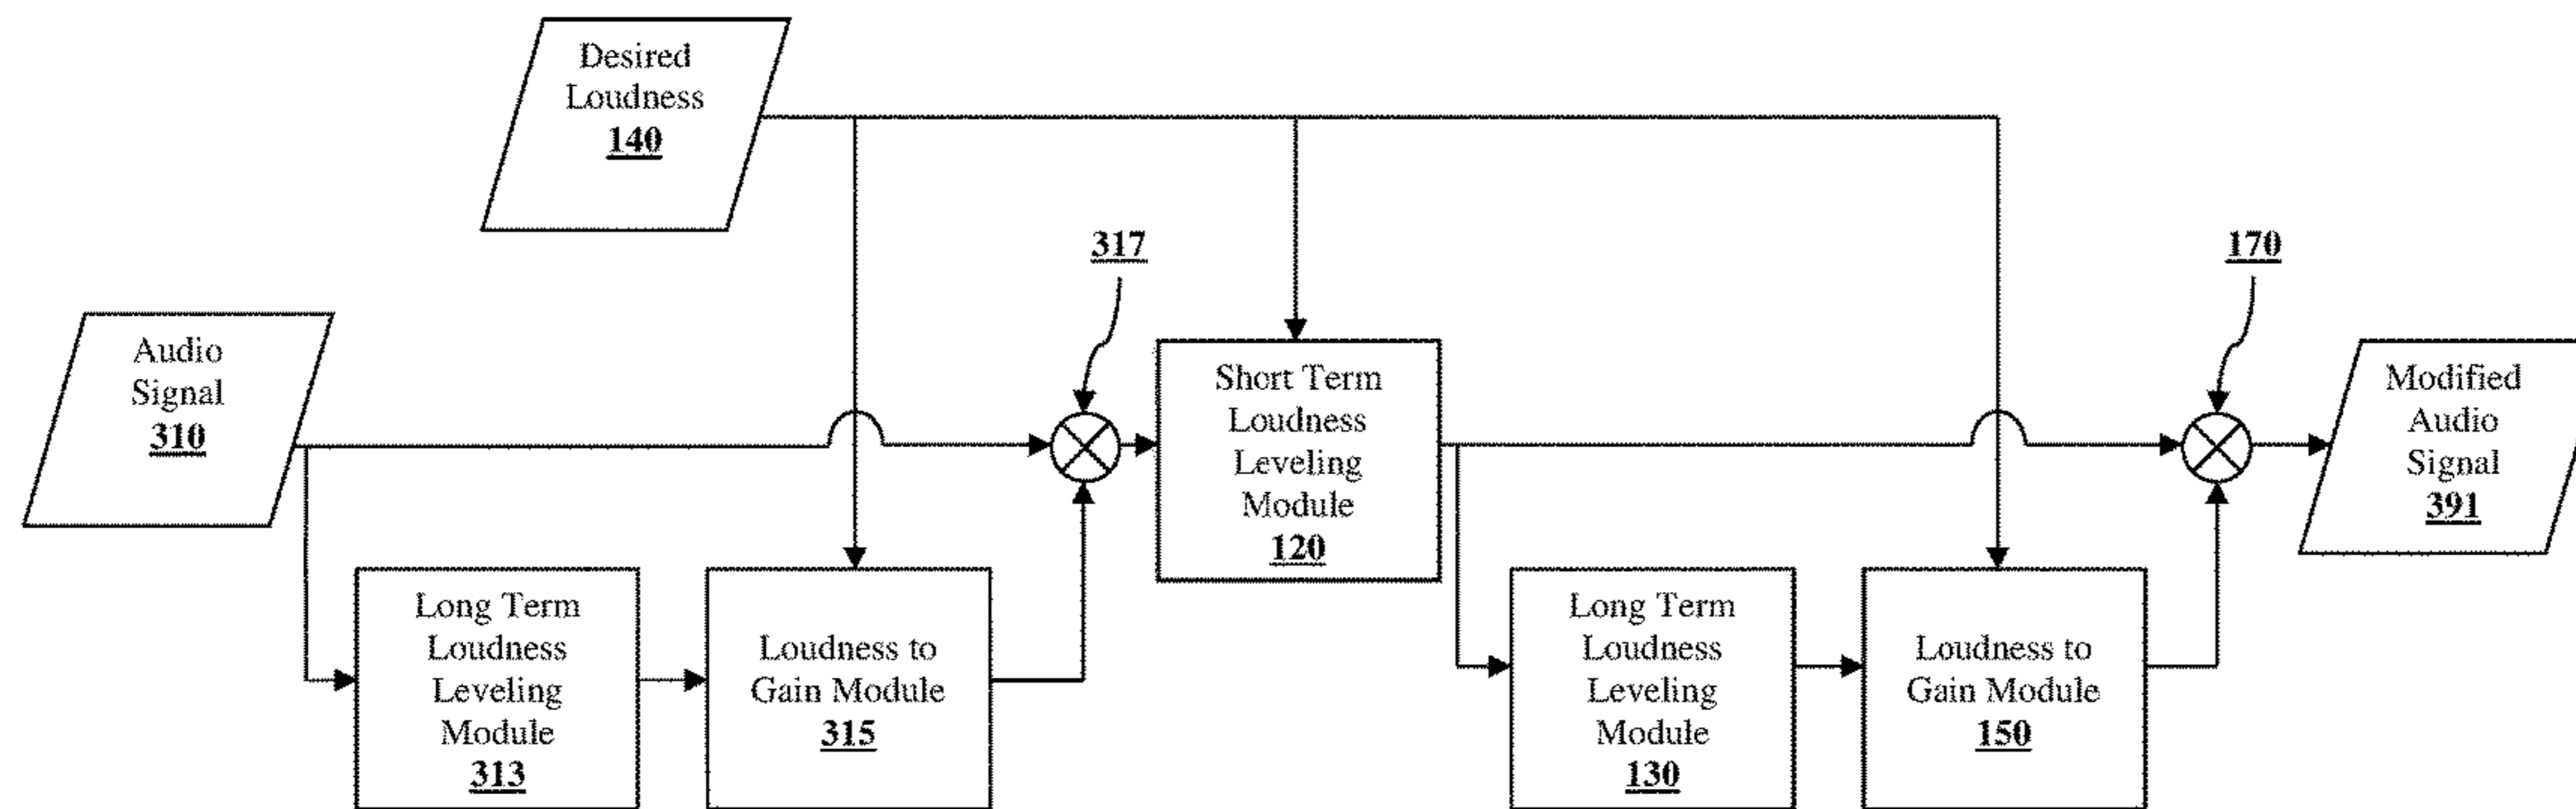 Desired
Loudness
140
317
170
Audio
Signal
310
Short Term
Loudness
Leveling
Module
120
Modified
Audio
Signal
391
Long Term
Loudness
Leveling
Module
313
Loudness to
Gain Module
315
Long Term
Loudness
Leveling
Module
130
Loudness to
Gain Module
150